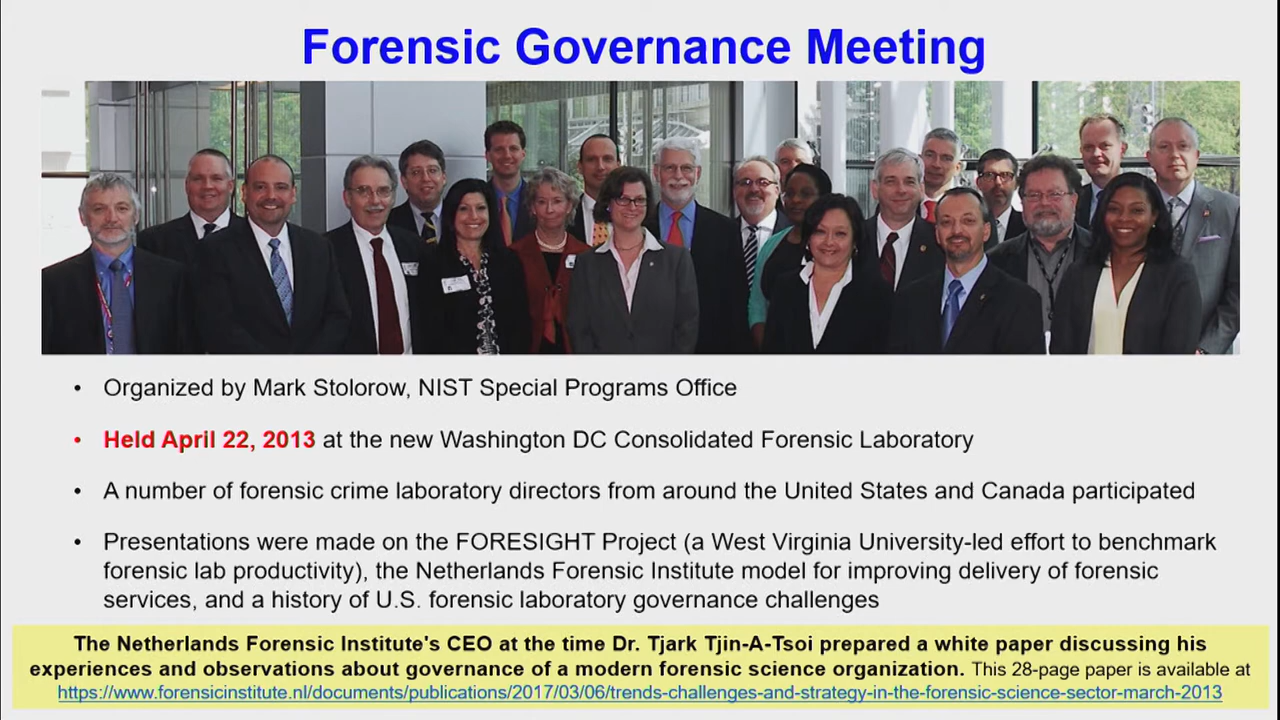 Forensic Governance Meeting
• Organized by Mark Stolorow, NIST Special Programs Office
• Held April 22, 2013 at the new Washington DC Consolidated Forensic Laboratory
• A number of forensic crime laboratory directors from around the United States and Canada participated
• Presentations were made on the FORESIGHT Project (a West Virginia University-led effort to benchmark
forensic lab productivity), the Netherlands Forensic Institute model for improving delivery of forensic
services, and a history of U.S. forensic laboratory governance challenges
The Netherlands Forensic Institute's CEO at the time Dr. Tjark Tjin-A-Tsoi prepared a white paper discussing his
experiences and observations about governance of a modern forensic science organization. This 28-page paper is available at
https://www.forensicinstitute.nl/documents/publications/2017/03/06/trends-challenges-and-strategy-in-the-forensic-science-sector-march-2013